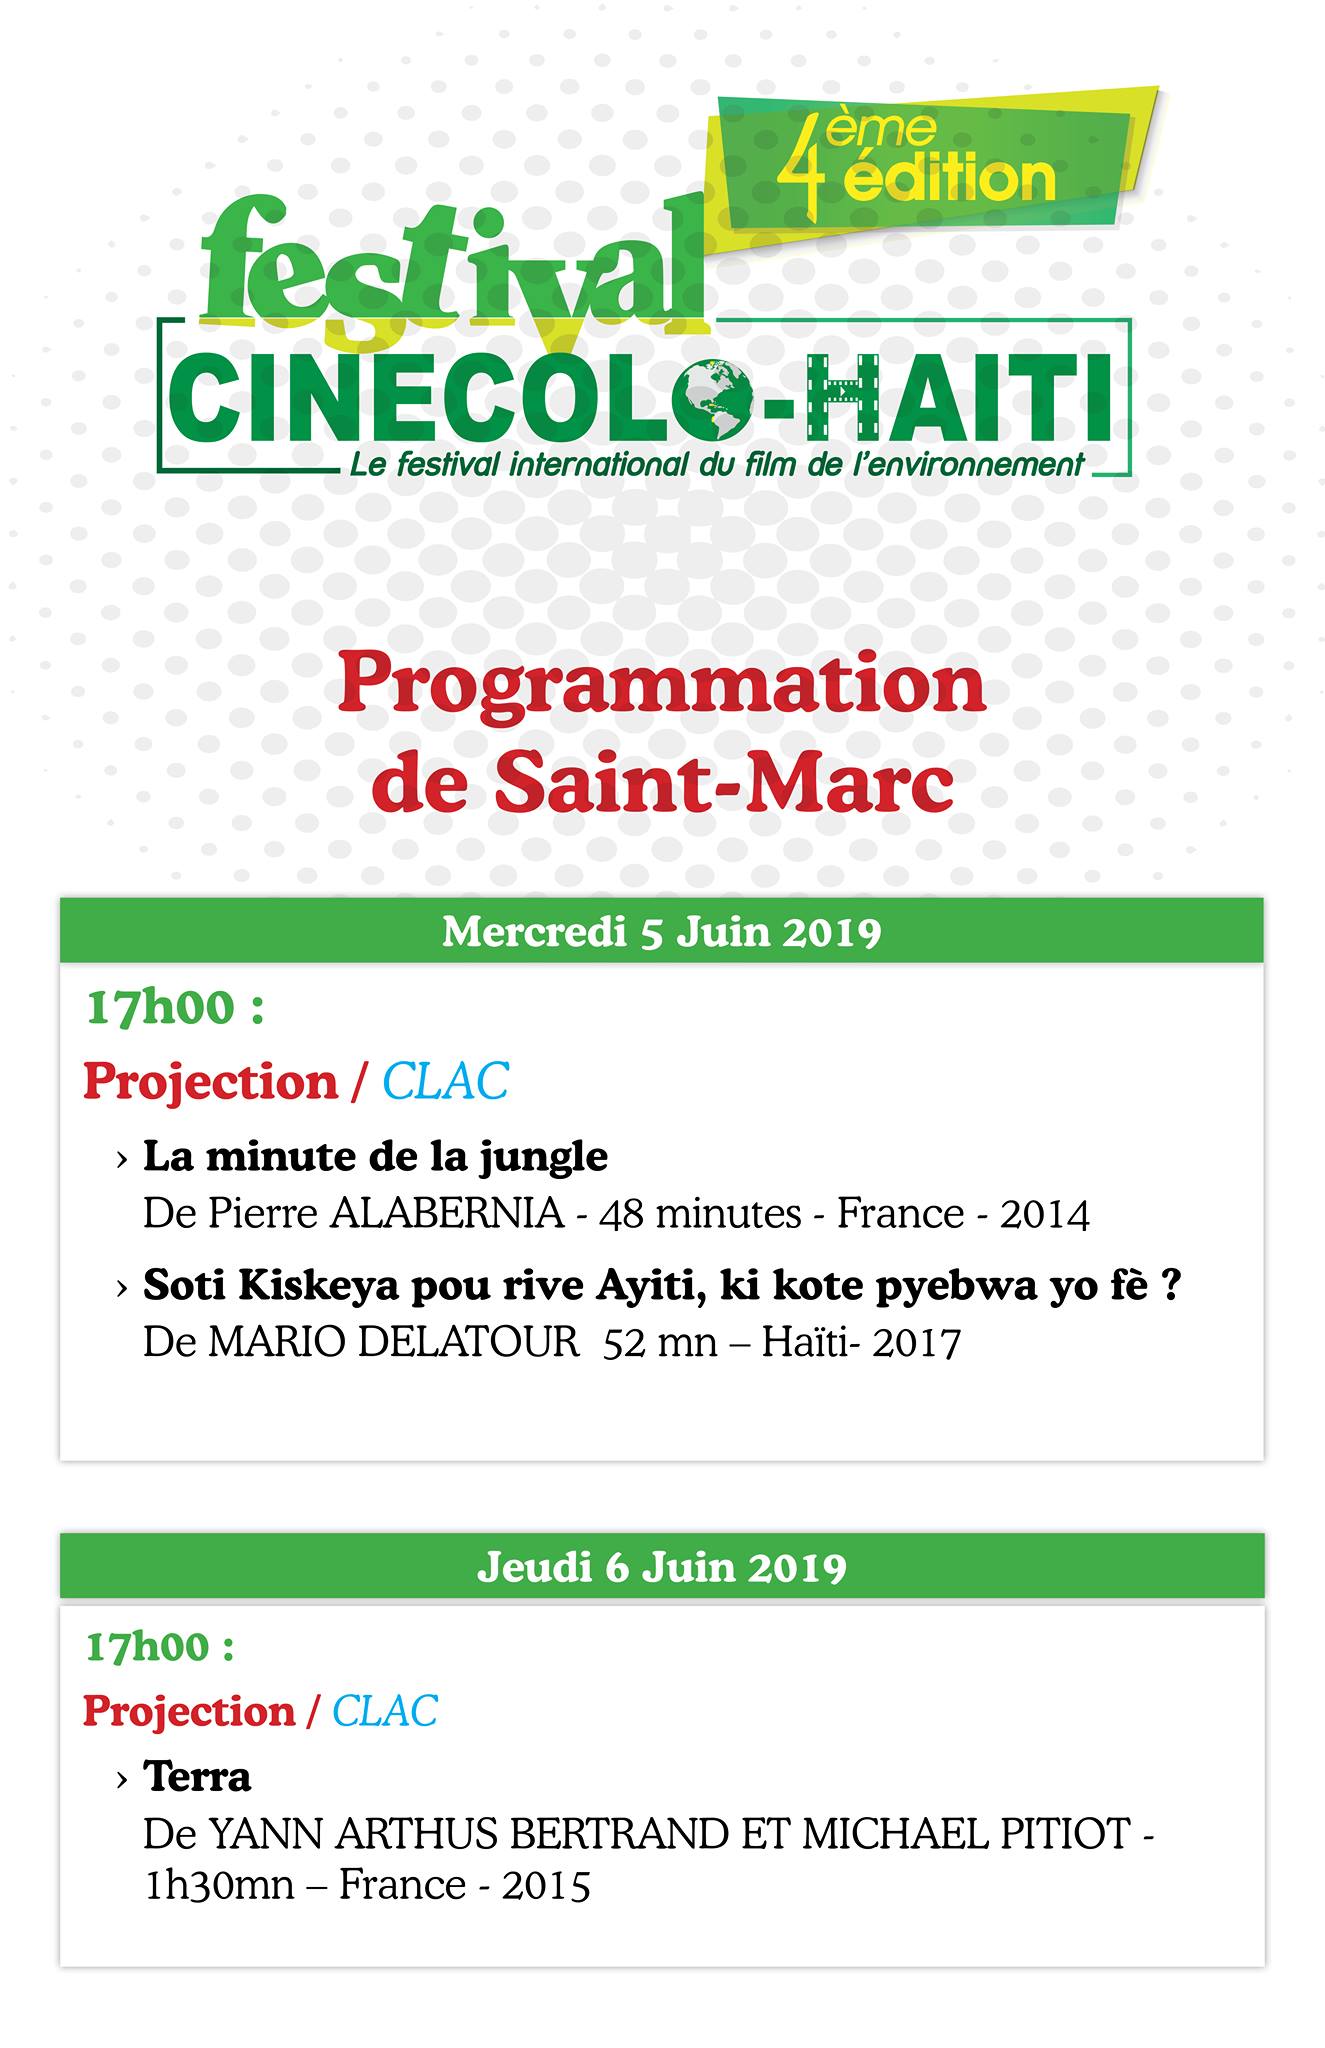 4ème édition
festival
CINECOLO-HAITI
Le festival international du film de l'environnement
Programmation
de Saint-Marc
Mercredi 5 Juin 2019
17h00 :
Projection / CLAC
› La minute de la jungle
De Pierre ALABERNIA - 48 minutes - France - 2014
› Soti Kiskeya pou rive Ayiti, ki kote pyebwa yo fè ?
De MARIO DELATOUR 52 mn – Haïti- 2017
Jeudi 6 Juin 2019
17h00 :
Projection / CLAC
› Terra
De YANN ARTHUS BERTRAND ET MICHAEL PITIOT -
1h30mn – France - 2015